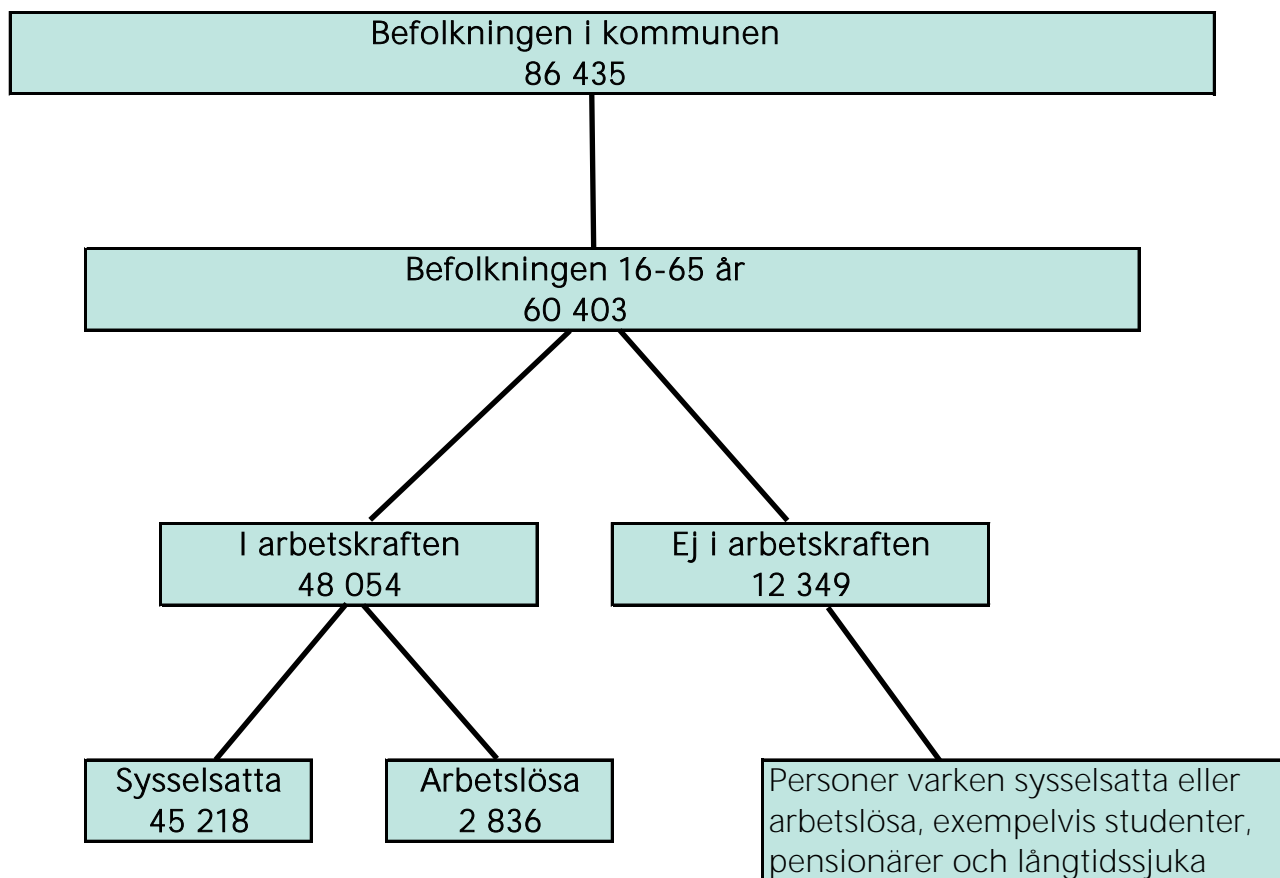 Befolkningen i kommunen
86 435
Befolkningen 16-65 år
60 403
I arbetskraften
48 054
Ej i arbetskraften
12 349
Sysselsatta
45 218
Arbetslösa
2 836
Personer varken sysselsatta eller
arbetslösa, exempelvis studenter,
pensionärer och långtidssjuka